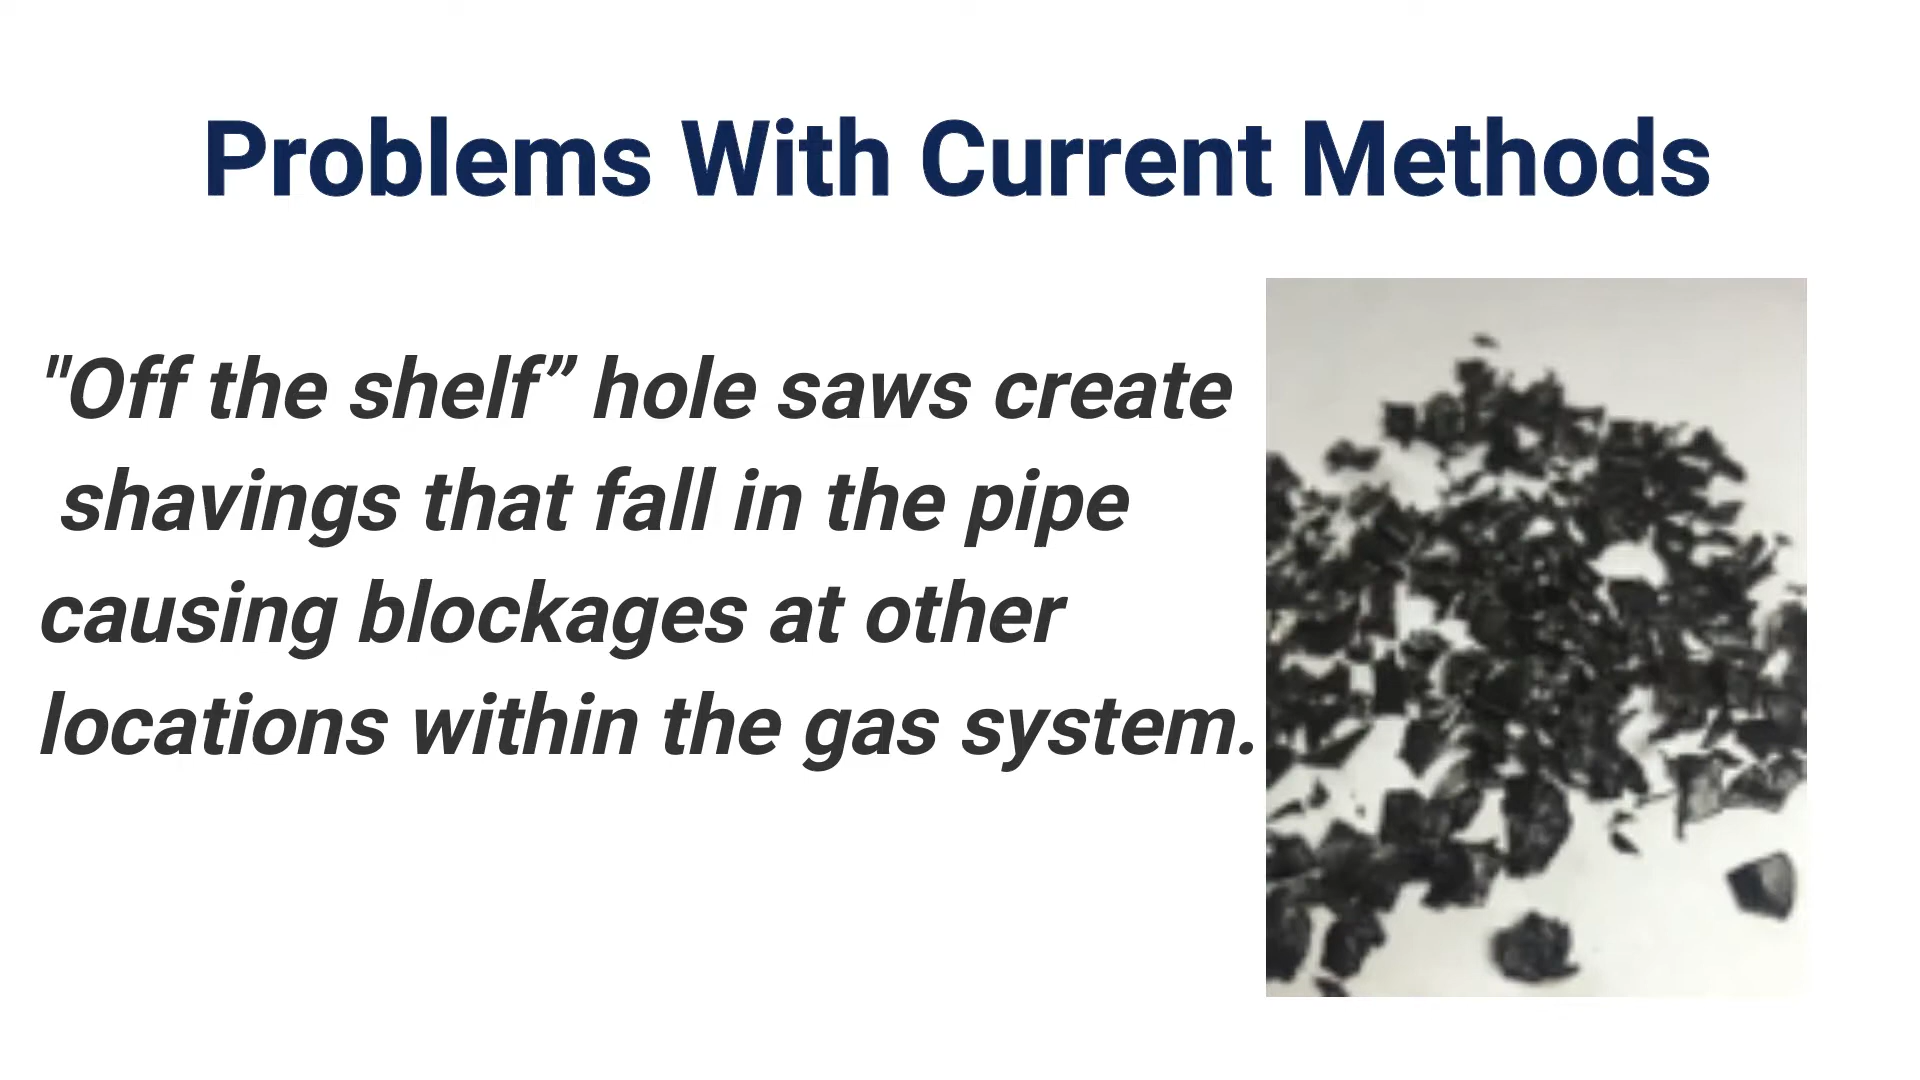 Problems With Current Methods
"Off the shelf” hole saws create
shavings that fall in the pipe
causing blockages at other
locations within the gas system.